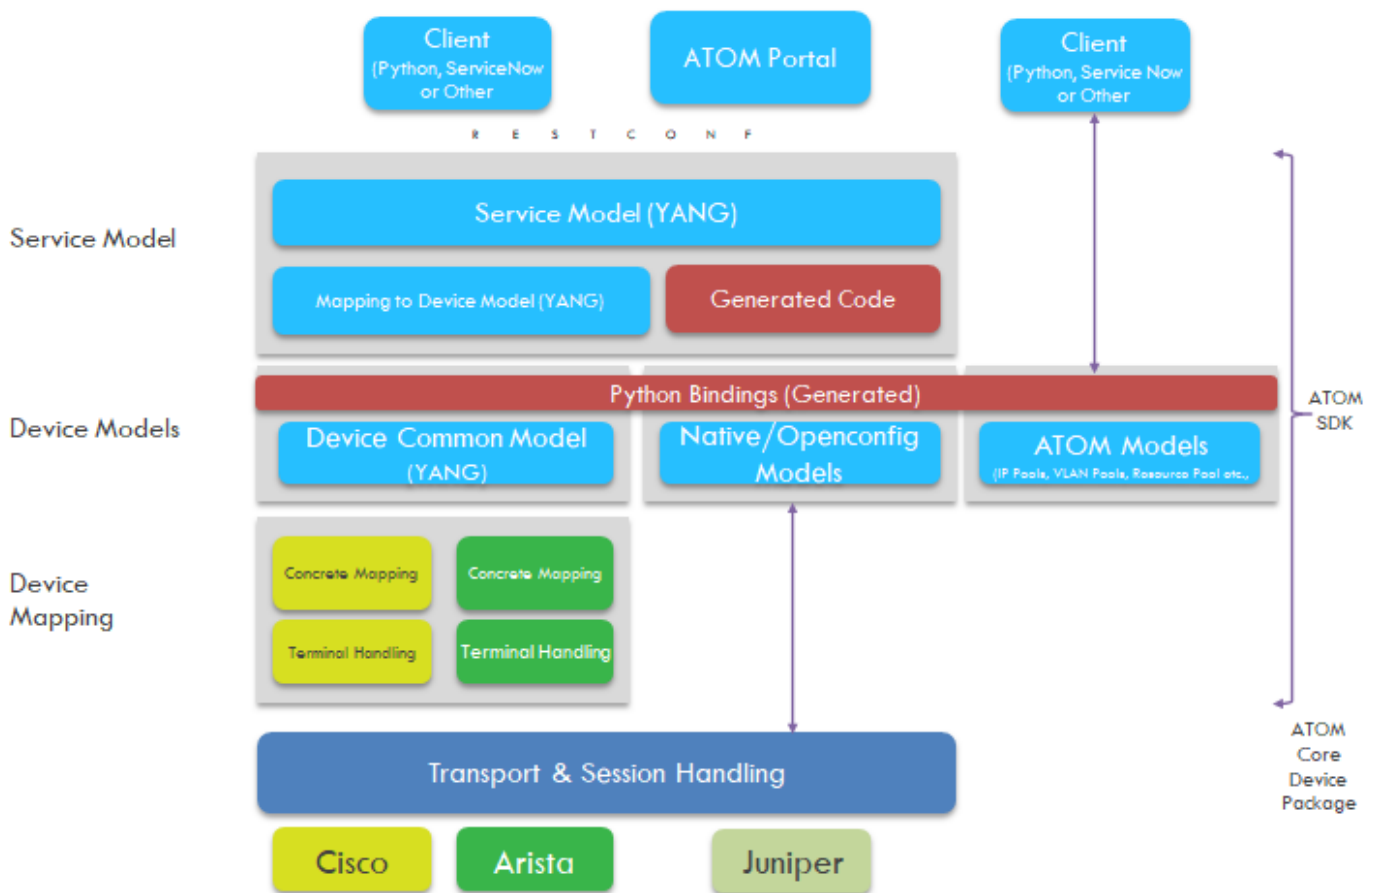 Client
(Python, ServiceNow
or Other
ATOM Portal
Client
(Python, Service Now
or Other
R E S T C O N F
Service Model
Service Model (YANG)
Mapping to Device Model (YANG)
Generated Code
Python Bindings (Generated)
Device Models
Device Common Model
(YANG)
Native/Openconfig
Models
ATOM Models
(IP Pools, VLAN Pools, Resource Pool etc.,
ATOM
SDK
Device
Mapping
Concrete Mapping
Concrete Mapping
Terminal Handling
Terminal Handling
Transport & Session Handling
ATOM
Core
Device
Package
Cisco
Arista
Juniper